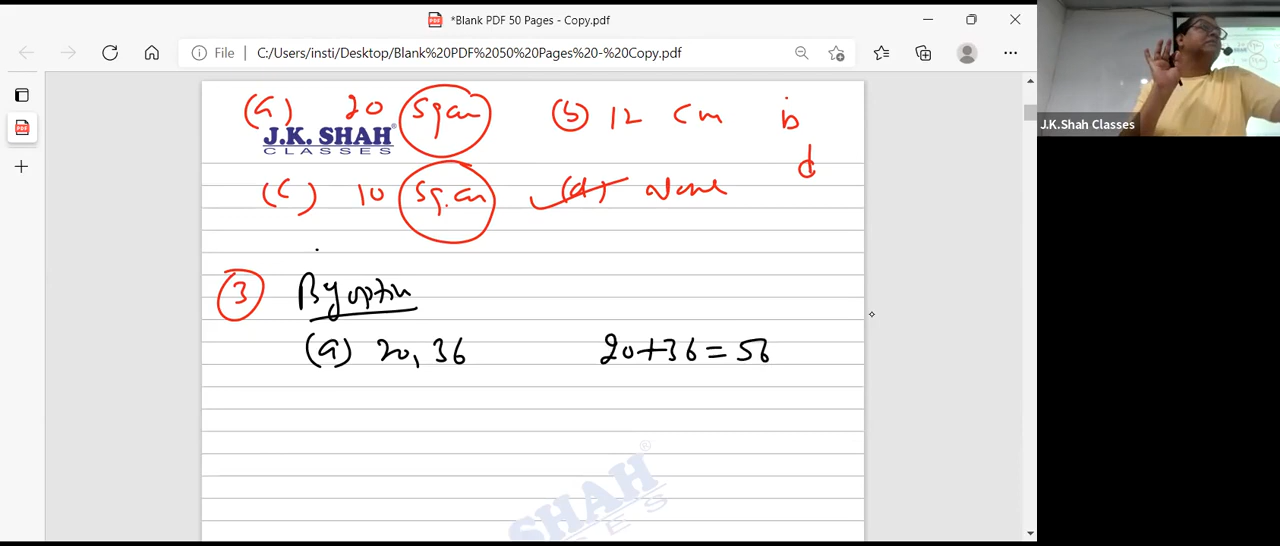 *Blank PDF 50 Pages - Copy.pdf
File C:/Users/insti/Desktop/Blank%20PDF%2050%20Pages%20-%20Copy.pdf
(a) 20 Sq.cm (b) 12 cm b
J.K. SHAH®
CLASSES
d
(c) 10 Sq.cm (d) None
3 By option
(a) 20, 36 20+36=56
SHAH®
ES
J.K.Shah Classes